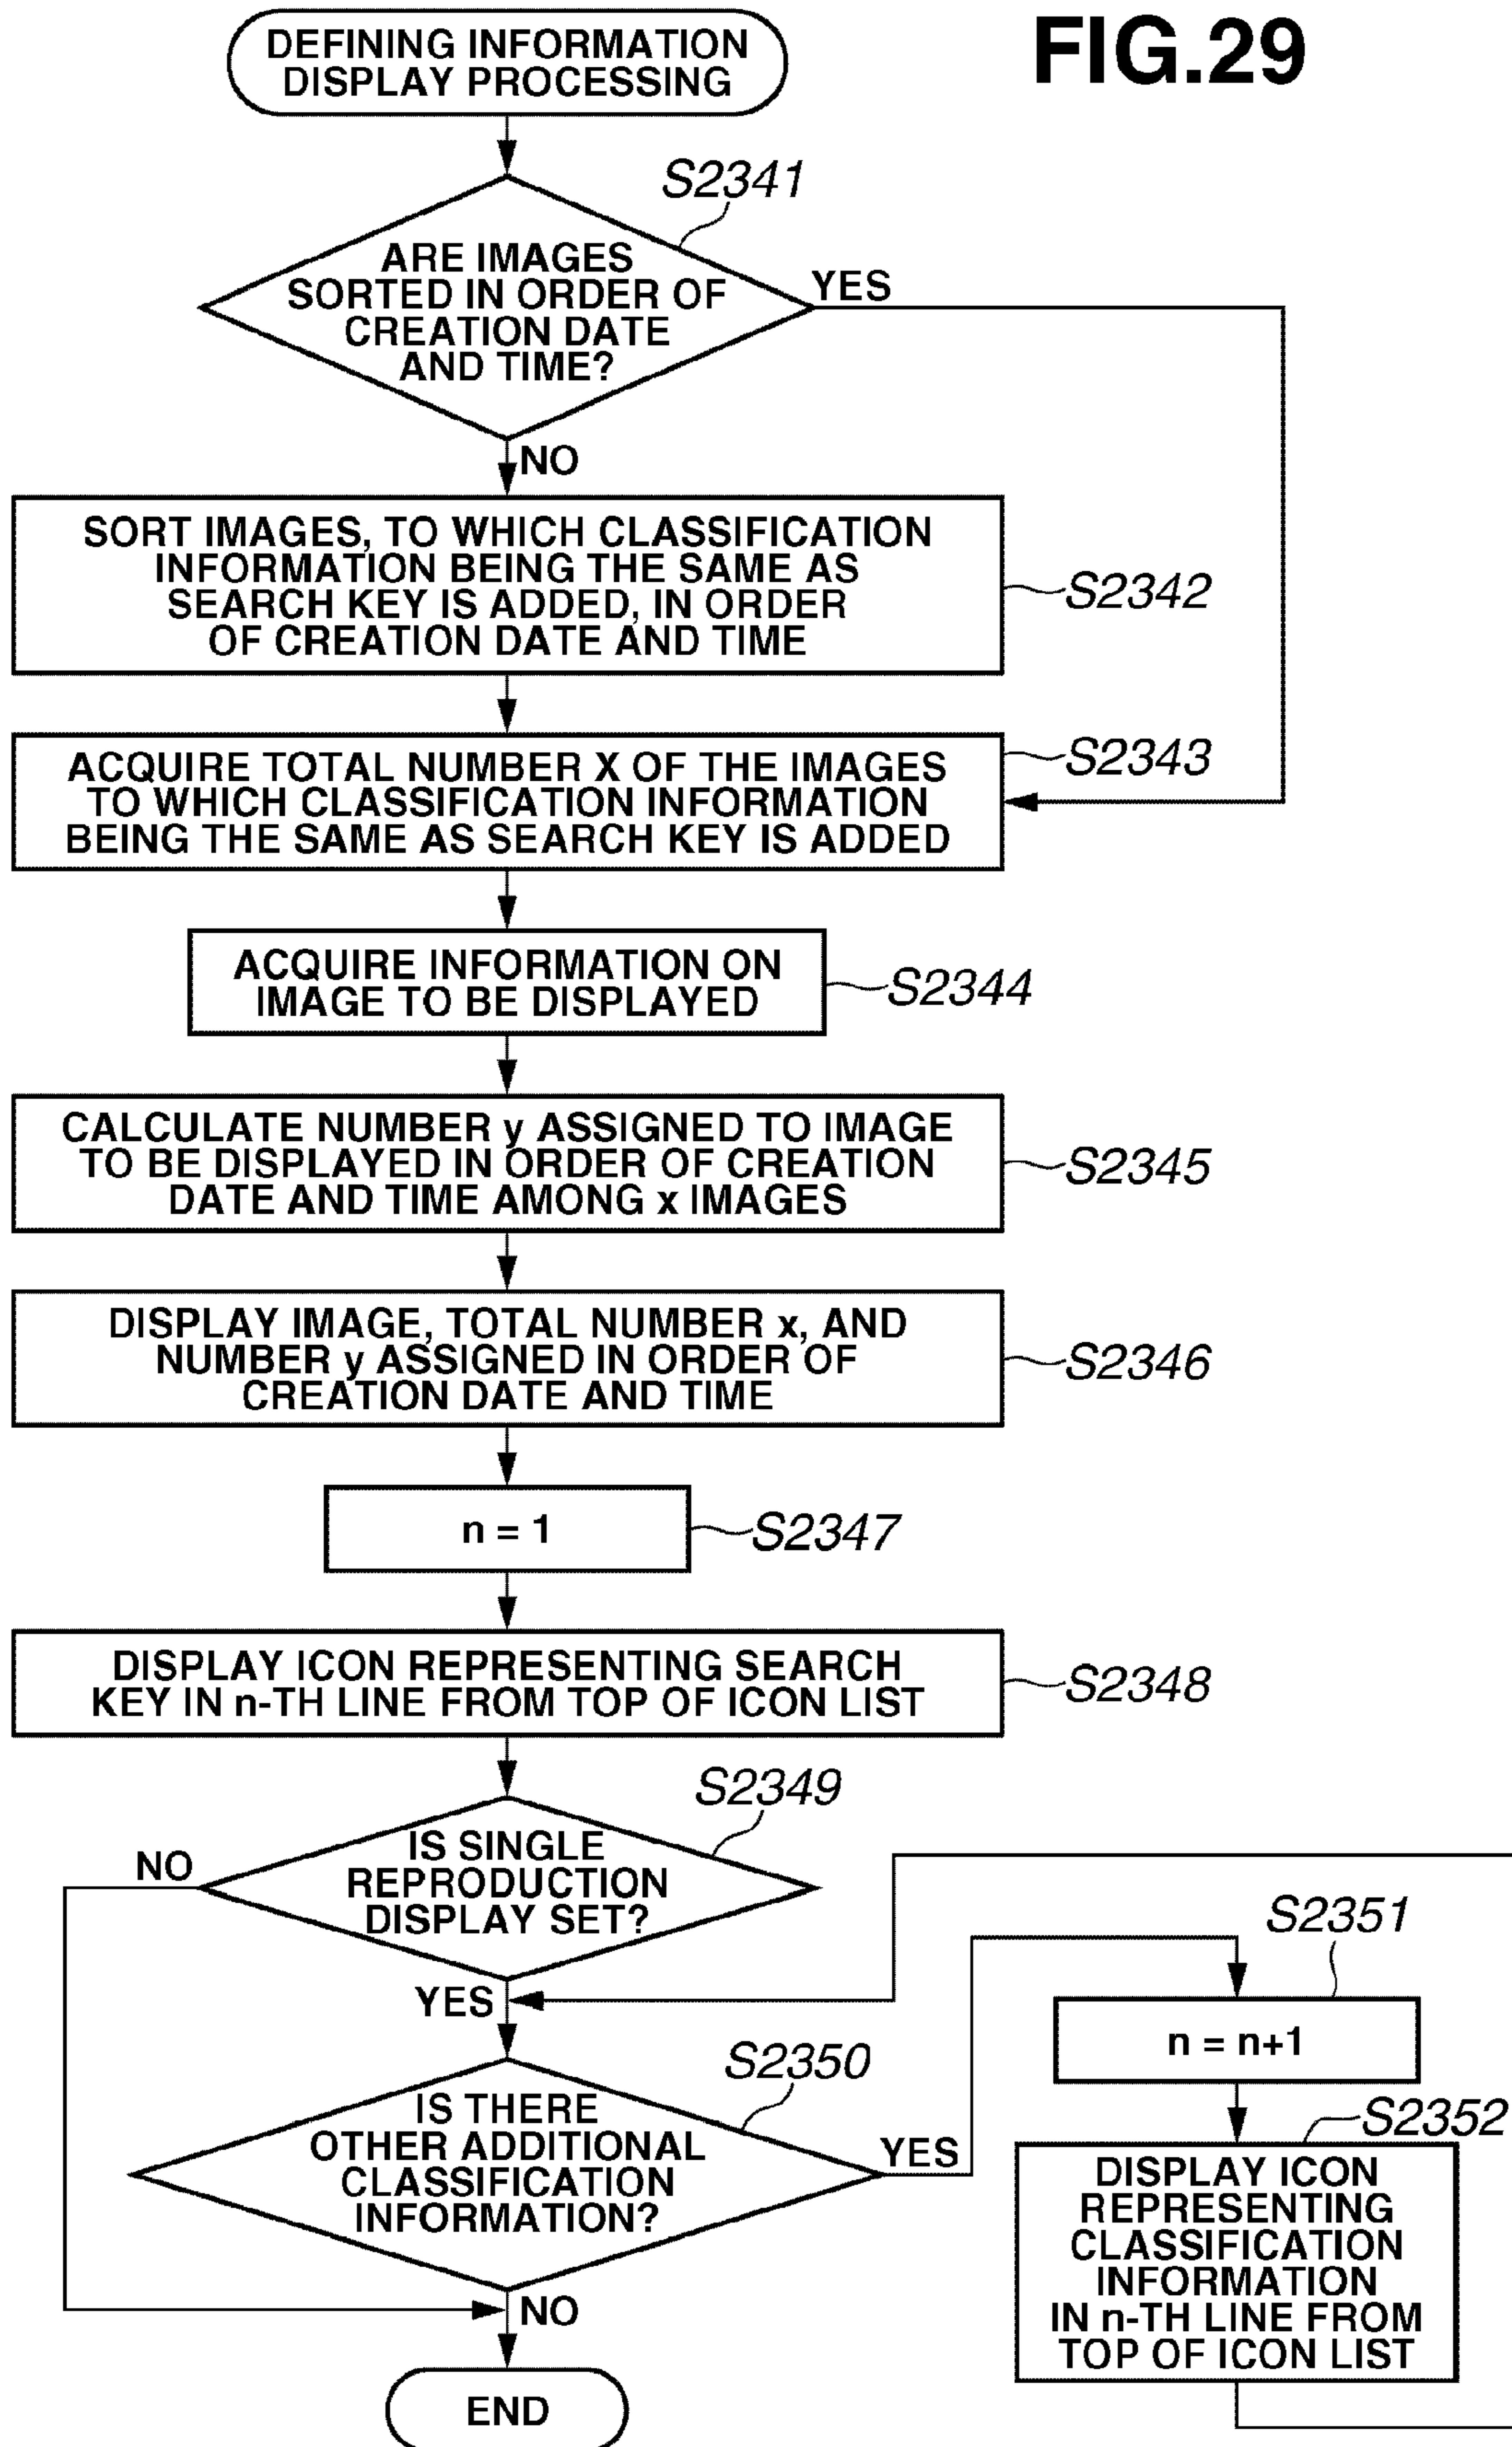 FIG.29
DEFINING INFORMATION
DISPLAY PROCESSING
S2341
ARE IMAGES
SORTED IN ORDER OF
CREATION DATE
AND TIME?
YES
NO
SORT IMAGES, TO WHICH CLASSIFICATION
INFORMATION BEING THE SAME AS
SEARCH KEY IS ADDED, IN ORDER
OF CREATION DATE AND TIME
S2342
ACQUIRE TOTAL NUMBER X OF THE IMAGES
TO WHICH CLASSIFICATION INFORMATION
BEING THE SAME AS SEARCH KEY IS ADDED
S2343
ACQUIRE INFORMATION ON
IMAGE TO BE DISPLAYED
S2344
CALCULATE NUMBER y ASSIGNED TO IMAGE
TO BE DISPLAYED IN ORDER OF CREATION
DATE AND TIME AMONG x IMAGES
S2345
DISPLAY IMAGE, TOTAL NUMBER x, AND
NUMBER y ASSIGNED IN ORDER OF
CREATION DATE AND TIME
S2346
n = 1
S2347
DISPLAY ICON REPRESENTING SEARCH
KEY IN n-TH LINE FROM TOP OF ICON LIST
S2348
S2349
IS SINGLE
REPRODUCTION
DISPLAY SET?
NO
YES
S2350
IS THERE
OTHER ADDITIONAL
CLASSIFICATION
INFORMATION?
YES
NO
S2351
n = n+1
S2352
DISPLAY ICON
REPRESENTING
CLASSIFICATION
INFORMATION
IN n-TH LINE FROM
TOP OF ICON LIST
END